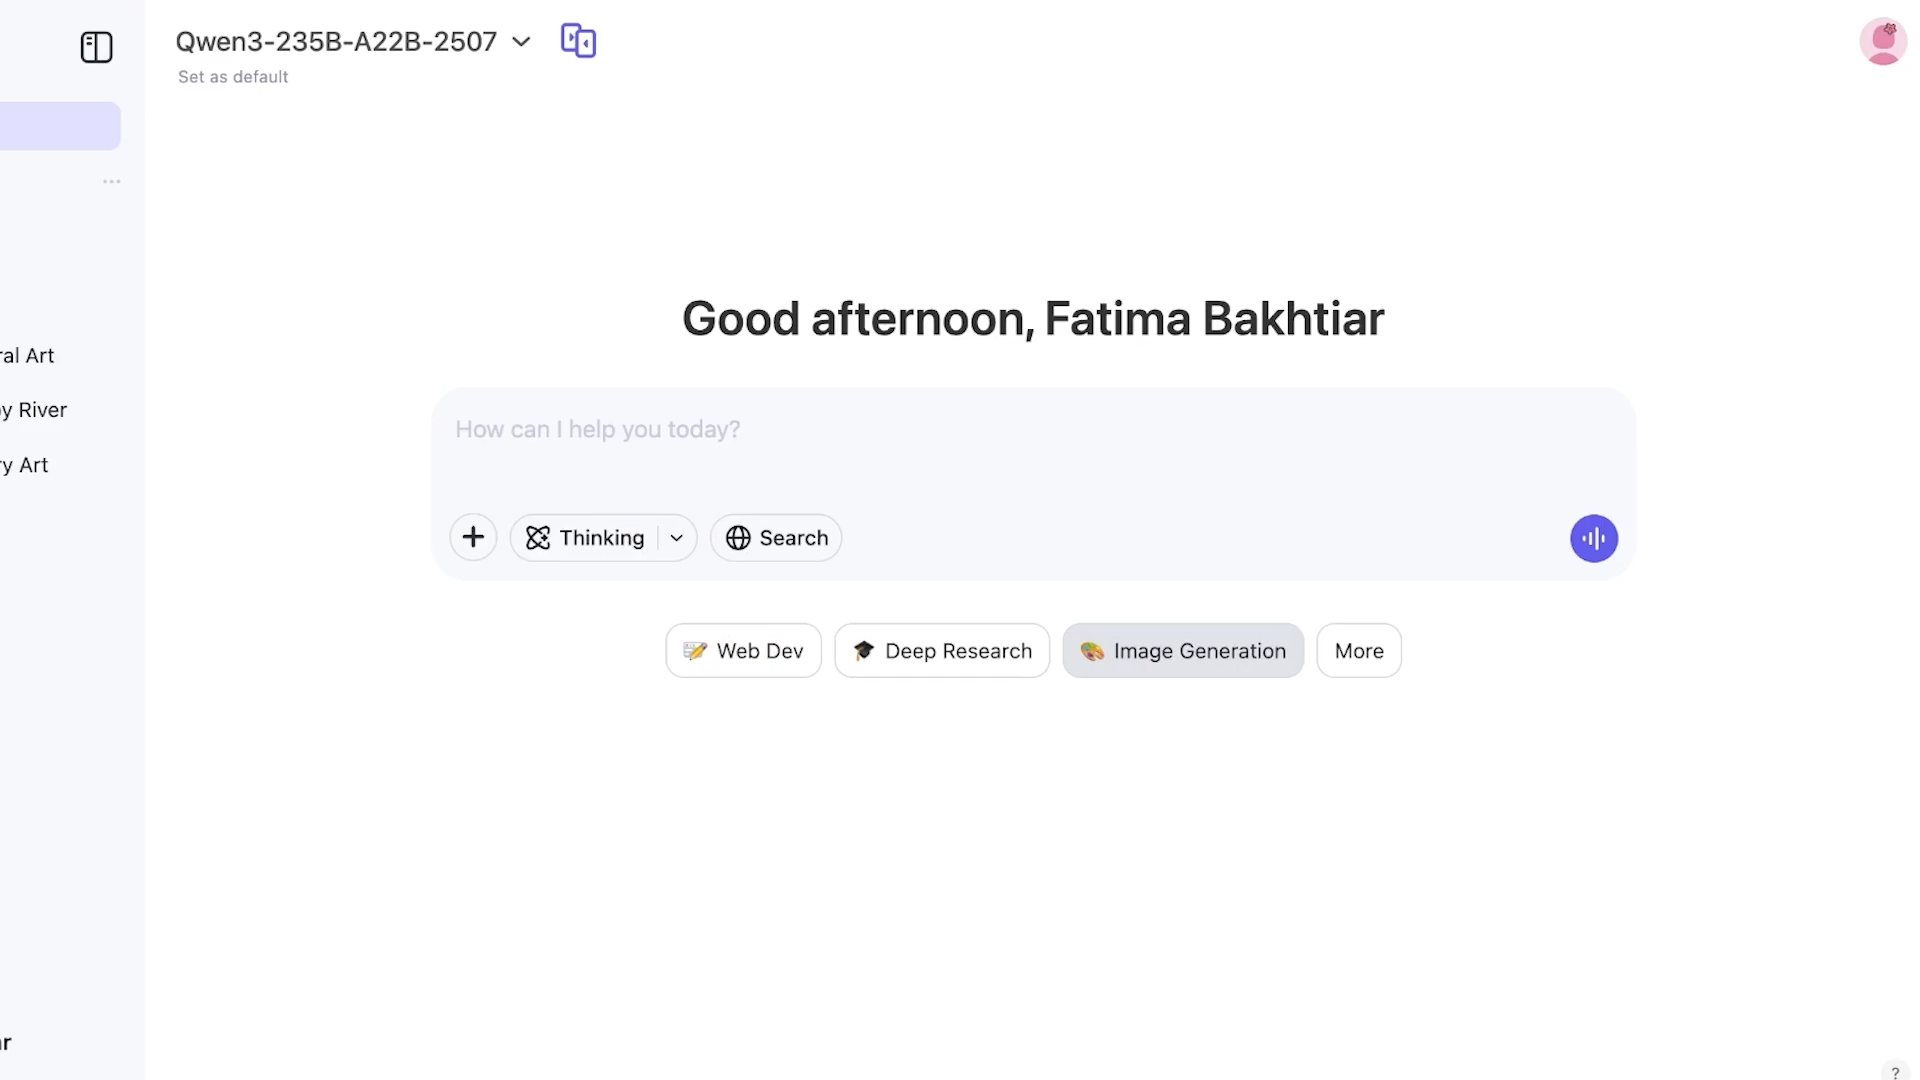 Qwen3-235B-A22B-2507
Set as default
ral Art
y River
ry Art
Good afternoon, Fatima Bakhtiar
How can I help you today?
Thinking
Search
Web Dev
Deep Research
Image Generation
More
r
?